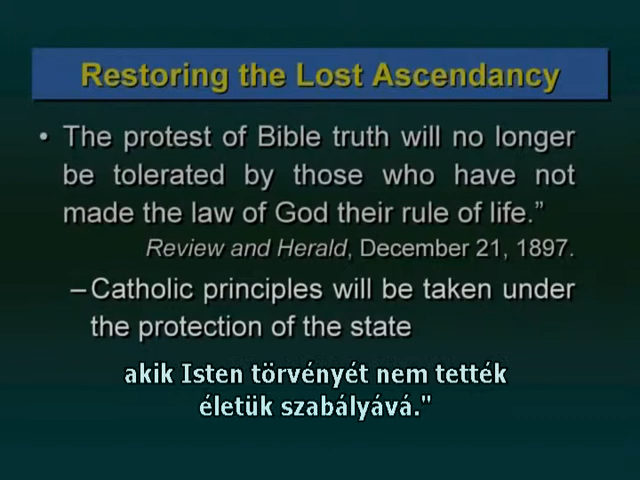 Restoring the Lost Ascendancy
• The protest of Bible truth will no longer
be tolerated by those who have not
made the law of God their rule of life.”
Review and Herald, December 21, 1897.
–Catholic principles will be taken under
the protection of the state
akik Isten törvényét nem tették
életük szabályává."